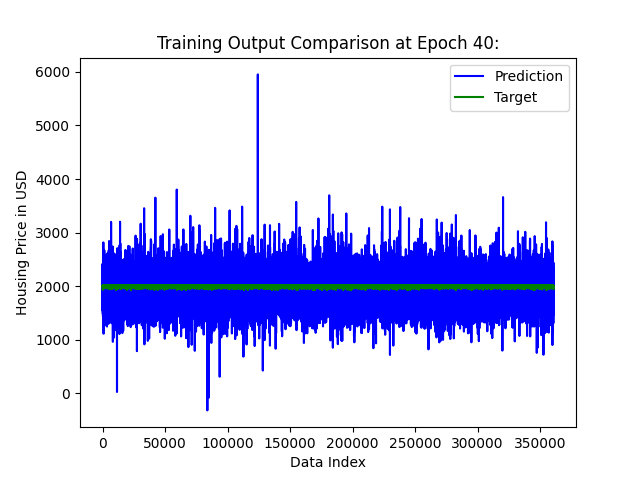 Training Output Comparison at Epoch 40:
Prediction
Target
Housing Price in USD
6000
5000
4000
3000
2000
1000
0
0 50000 100000 150000 200000 250000 300000 350000
Data Index